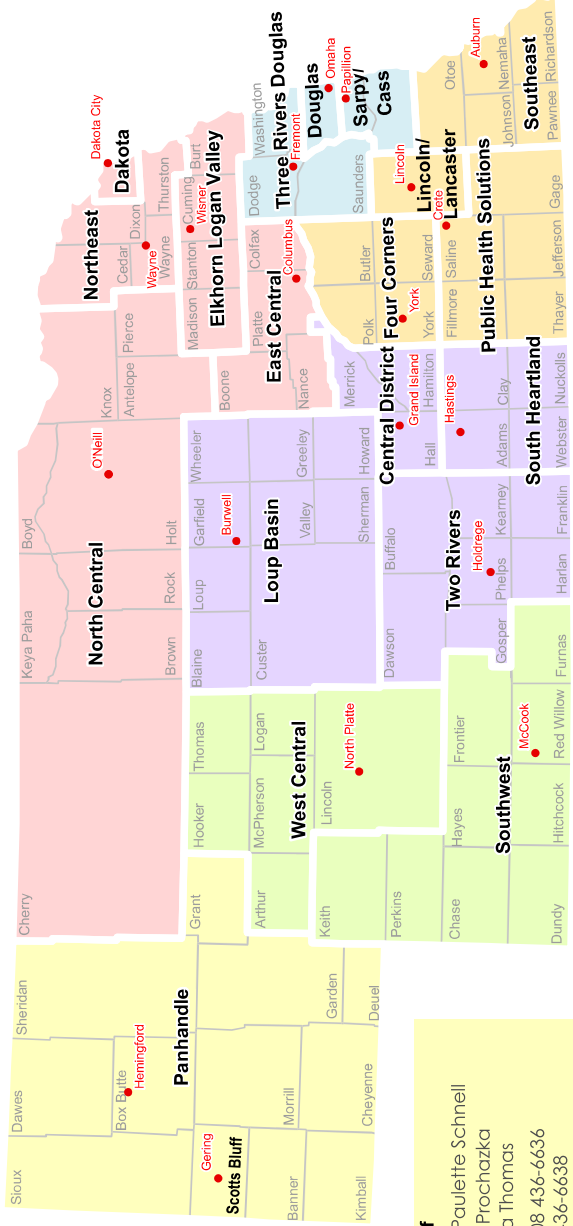 Sioux
Dawes
Sheridan
Cherry
Keya Paha
Boyd
Knox
Cedar
Dixon
Dakota City
Dakota
Northeast
Box Butte
Hemingford
Brown
Rock
Holt
O'Neill
North Central
Antelope
Pierce
Wayne
Wayne
Thurston
Panhandle
Gering
Scotts Bluff
Grant
Hooker
Thomas
Blaine
Loup
Garfield
Wheeler
Burwell
Boone
Madison
Stanton
Cuming
Wisner
Burt
Elkhorn Logan Valley
Banner
Morrill
Garden
Arthur
McPherson
Logan
Custer
Valley
Greeley
Loup Basin
Nance
Platte
Colfax
Columbus
East Central
Dodge
Washington
Fremont
Three Rivers Douglas
Kimball
Cheyenne
Deuel
Keith
Lincoln
North Platte
West Central
Sherman
Howard
Merrick
Polk
Butler
Saunders
Douglas
Omaha
Papillion
Sarpy/
Cass
Perkins
Dawson
Buffalo
Hall
Hamilton
Grand Island
Central District
York
York
Seward
Four Corners
Lincoln
Lincoln/
Lancaster
Otoe
Chase
Hayes
Frontier
Gosper
Phelps
Kearney
Holdrege
Two Rivers
Adams
Clay
Hastings
Fillmore
Saline
Crete
Public Health Solutions
Johnson
Nemaha
Auburn
Southeast
Dundy
Hitchcock
Red Willow
McCook
Southwest
Furnas
Harlan
Franklin
Webster
Nuckolls
South Heartland
Thayer
Jefferson
Gage
Pawnee
Richardson
f
Paulette Schnell
Prochazka
a Thomas
8 436-6636
36-6638